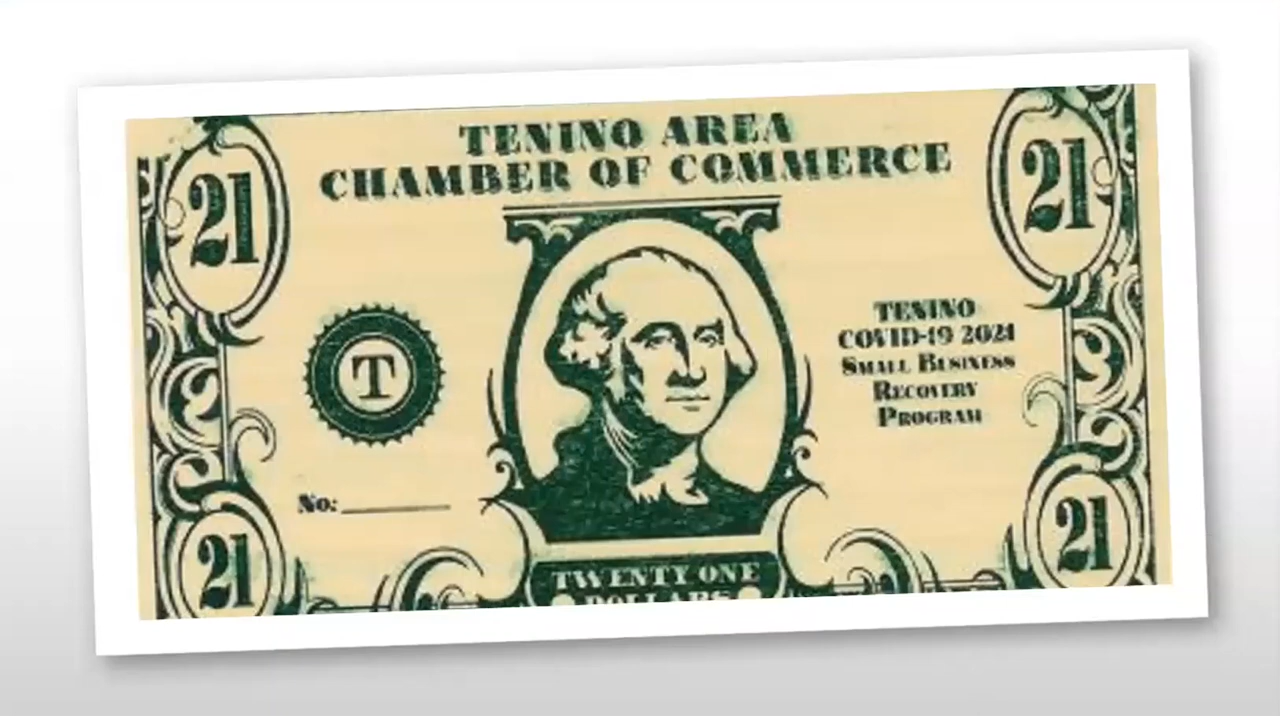 TENINO AREA
CHAMBER OF COMMERCE
21
21
TENINO
COVID-19 2021
SMALL BUSINESS
RECOVERY
PROGRAM
T
No:
21
21
TWENTY ONE
DOLLARS